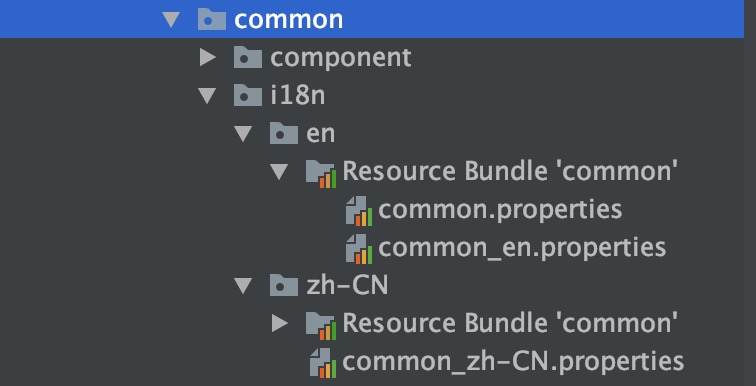 common
component
i18n
en
Resource Bundle 'common'
common.properties
common_en.properties
zh-CN
Resource Bundle 'common'
common_zh-CN.properties